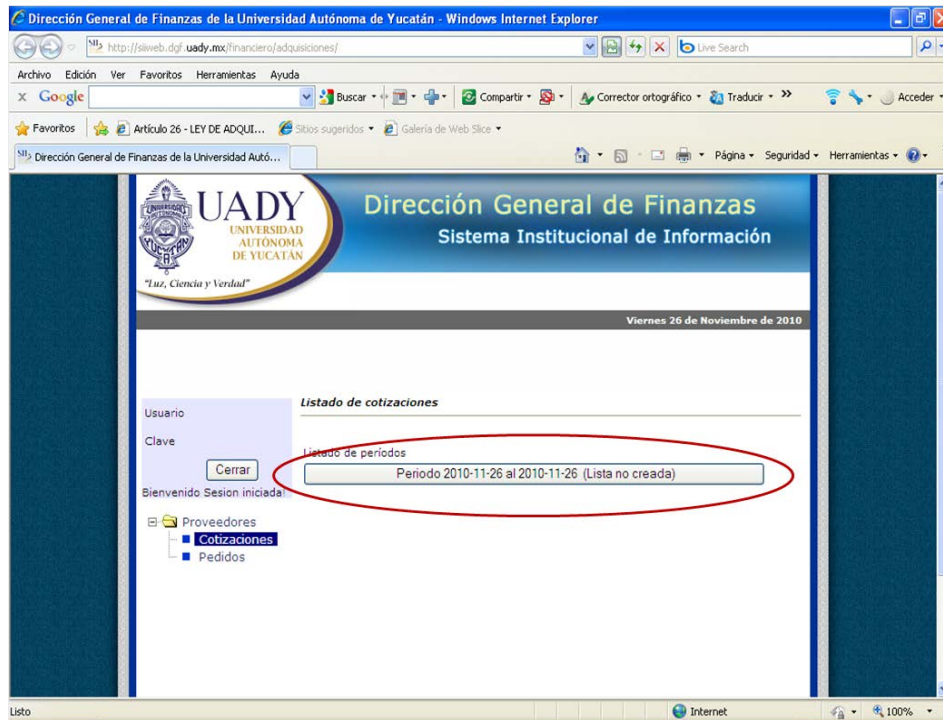 Dirección General de Finanzas de la Universidad Autónoma de Yucatán - Windows Internet Explorer
http://siiweb.dgf.uady.mx/financiero/adquisiciones/
Live Search
Archivo Edición Ver Favoritos Herramientas Ayuda
x Google Buscar Compartir Corrector ortográfico Traducir >> Acceder
Favoritos Artículo 26 - LEY DE ADQUI... Sitios sugeridos Galería de Web Slice
Dirección General de Finanzas de la Universidad Autó... Página Seguridad Herramientas
UADY
UNIVERSIDAD
AUTÓNOMA
DE YUCATÁN
"Luz, Ciencia y Verdad"
Dirección General de Finanzas
Sistema Institucional de Información
Viernes 26 de Noviembre de 2010
Usuario
Clave
Cerrar
Bienvenido Sesion iniciada!
Proveedores
Cotizaciones
Pedidos
Listado de cotizaciones
Listado de períodos
Periodo 2010-11-26 al 2010-11-26 (Lista no creada)
Listo Internet 100%